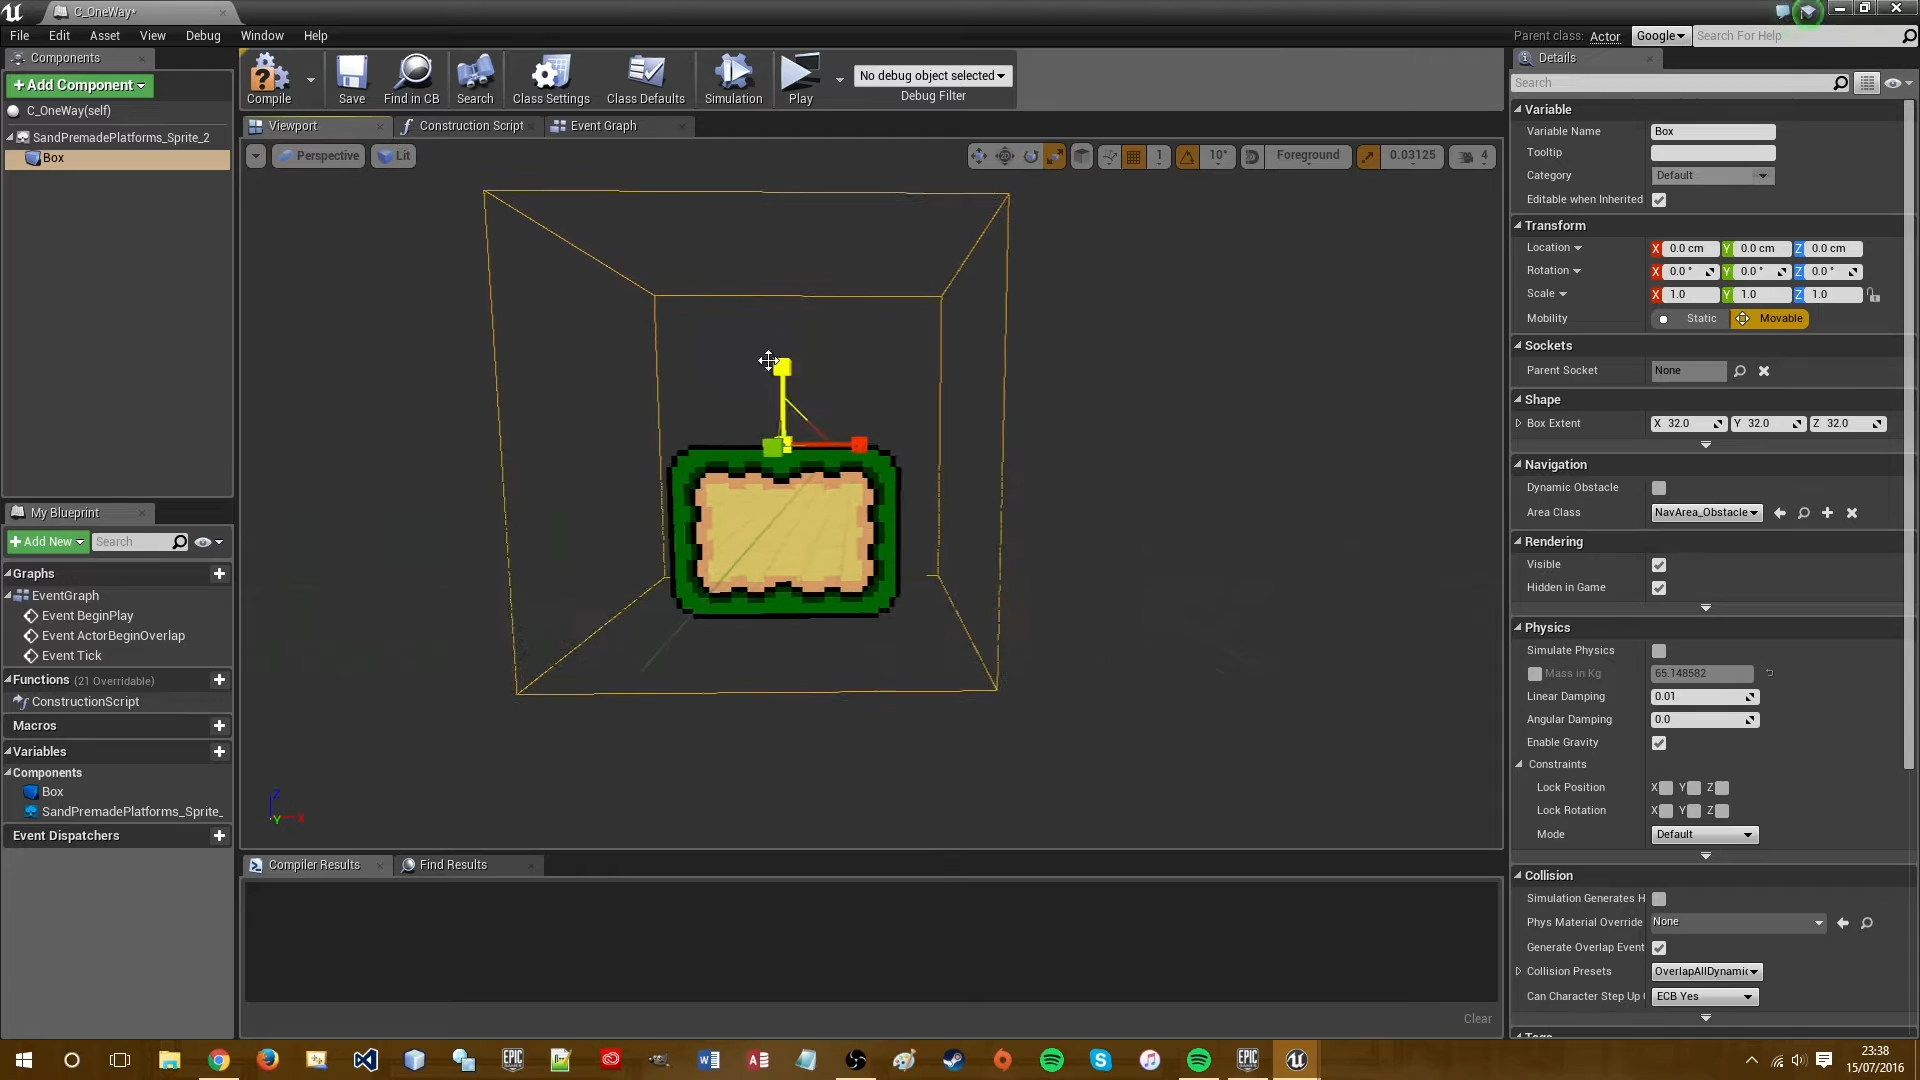 C_OneWay*
File Edit Asset View Debug Window Help
Parent class: Actor Google Search For Help
Components
+Add Component
C_OneWay(self)
SandPremadePlatforms_Sprite_2
Box
Compile
Save
Find in CB
Search
Class Settings
Class Defaults
Simulation
Play
No debug object selected
Debug Filter
Viewport
Construction Script
Event Graph
Perspective
Lit
1
10°
Foreground
0.03125
4
Z
Y
X
My Blueprint
+Add New
Search
Graphs
EventGraph
Event BeginPlay
Event ActorBeginOverlap
Event Tick
Functions (21 Overridable)
ConstructionScript
Macros
Variables
Components
Box
SandPremadePlatforms_Sprite_
Event Dispatchers
Compiler Results
Find Results
Clear
Details
Search
Variable
Variable Name Box
Tooltip
Category Default
Editable when Inherited
Transform
Location X 0.0 cm Y 0.0 cm Z 0.0 cm
Rotation X 0.0 ° Y 0.0 ° Z 0.0 °
Scale X 1.0 Y 1.0 Z 1.0
Mobility Static Movable
Sockets
Parent Socket None
Shape
Box Extent X 32.0 Y 32.0 Z 32.0
Navigation
Dynamic Obstacle
Area Class NavArea_Obstacle
Rendering
Visible
Hidden in Game
Physics
Simulate Physics
Mass in Kg 65.148582
Linear Damping 0.01
Angular Damping 0.0
Enable Gravity
Constraints
Lock Position X Y Z
Lock Rotation X Y Z
Mode Default
Collision
Simulation Generates H
Phys Material Override None
Generate Overlap Event
Collision Presets OverlapAllDynamic
Can Character Step Up ECB Yes
Tags
EPIC
EPIC
23:38
15/07/2016